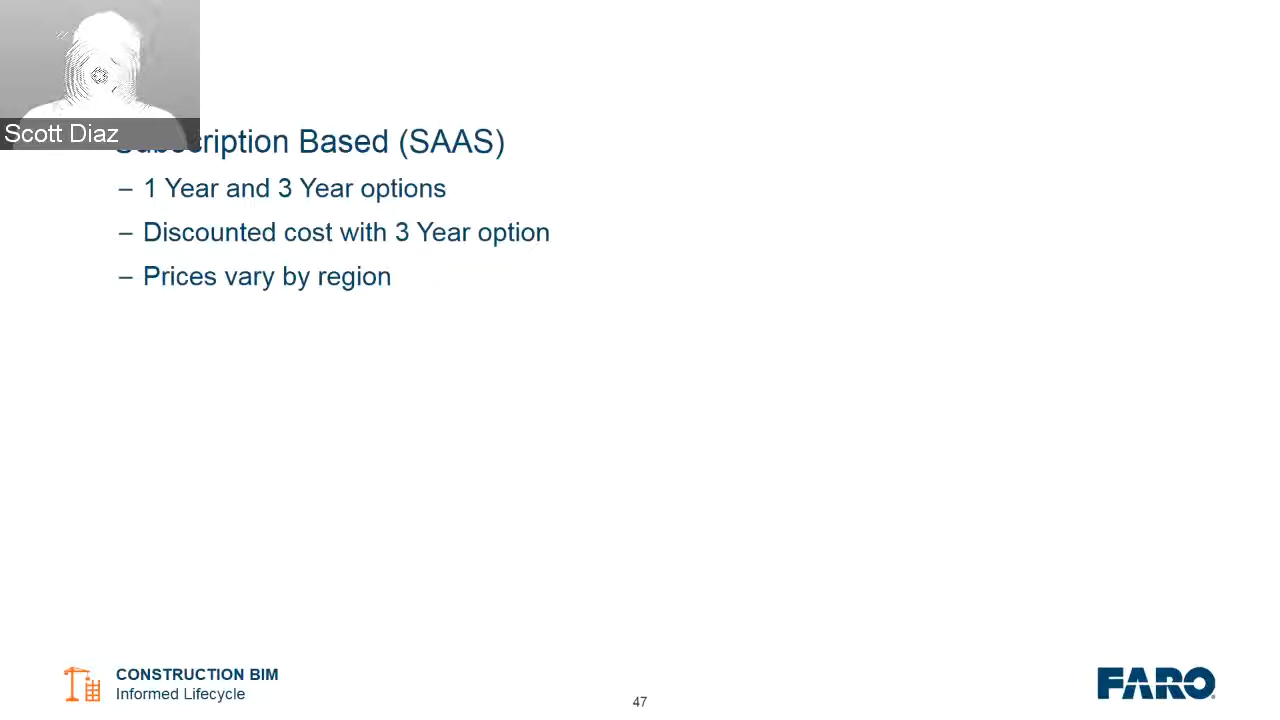 Scott Diaz
Subscription Based (SAAS)
– 1 Year and 3 Year options
– Discounted cost with 3 Year option
– Prices vary by region
CONSTRUCTION BIM
Informed Lifecycle
47
FARO